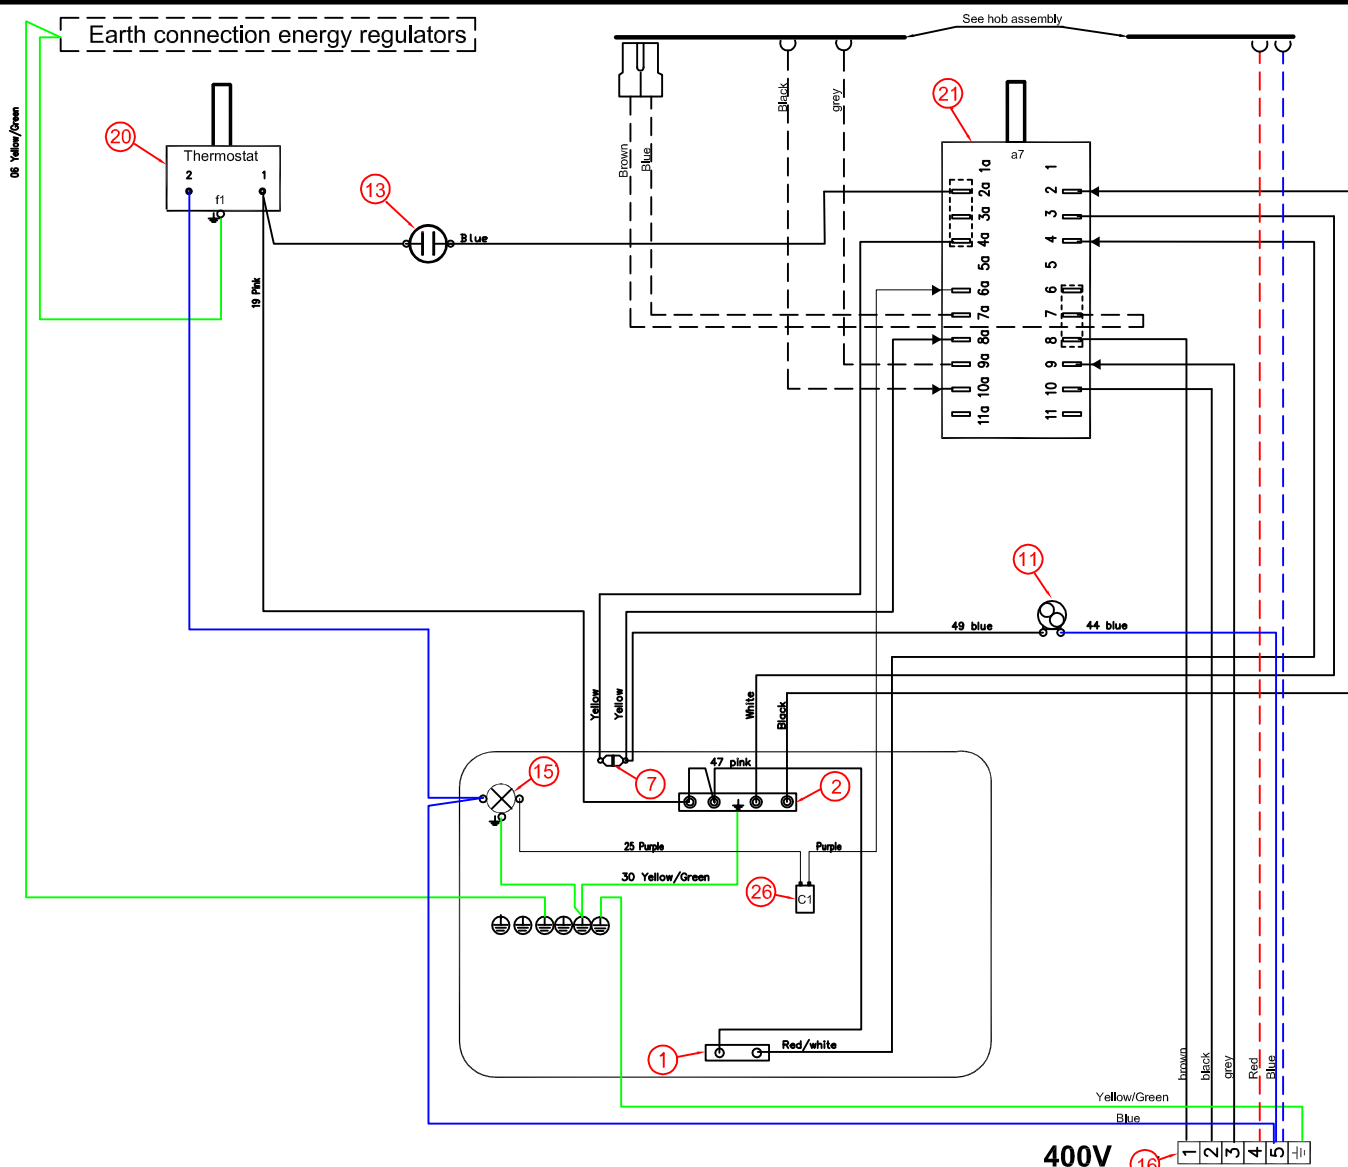 See hob assembly
Earth connection energy regulators
06 Yellow/Green
20
Thermostat
2
1
f1
13
Blue
19 Pink
Brown
Blue
Black
grey
21
a7
1a
2a
3a
4a
5a
6a
7a
8a
9a
10a
11a
1
2
3
4
5
6
7
8
9
10
11
11
49 blue
44 blue
Yellow
Yellow
White
Black
15
7
47 pink
2
25 Purple
Purple
30 Yellow/Green
26
C1
1
Red/white
brown
black
grey
Red
Blue
Yellow/Green
Blue
400V
16
1
2
3
4
5